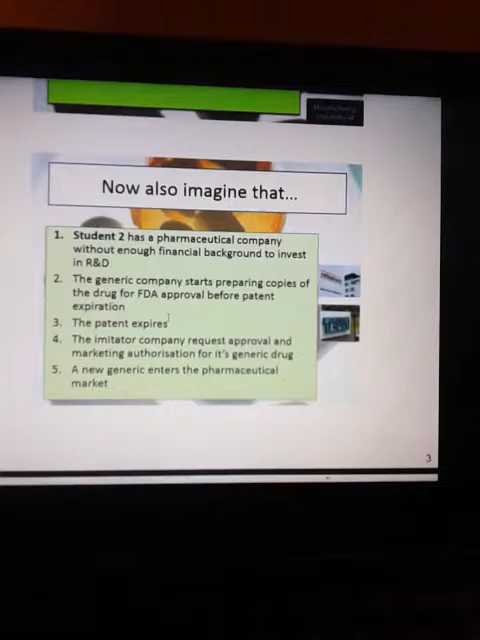 Now also imagine that...
1. Student 2 has a pharmaceutical company
without enough financial background to invest
in R&D
2. The generic company starts preparing copies of
the drug for FDA approval before patent
expiration
3. The patent expires
4. The imitator company request approval and
marketing authorisation for it's generic drug
5. A new generic enters the pharmaceutical
market
3